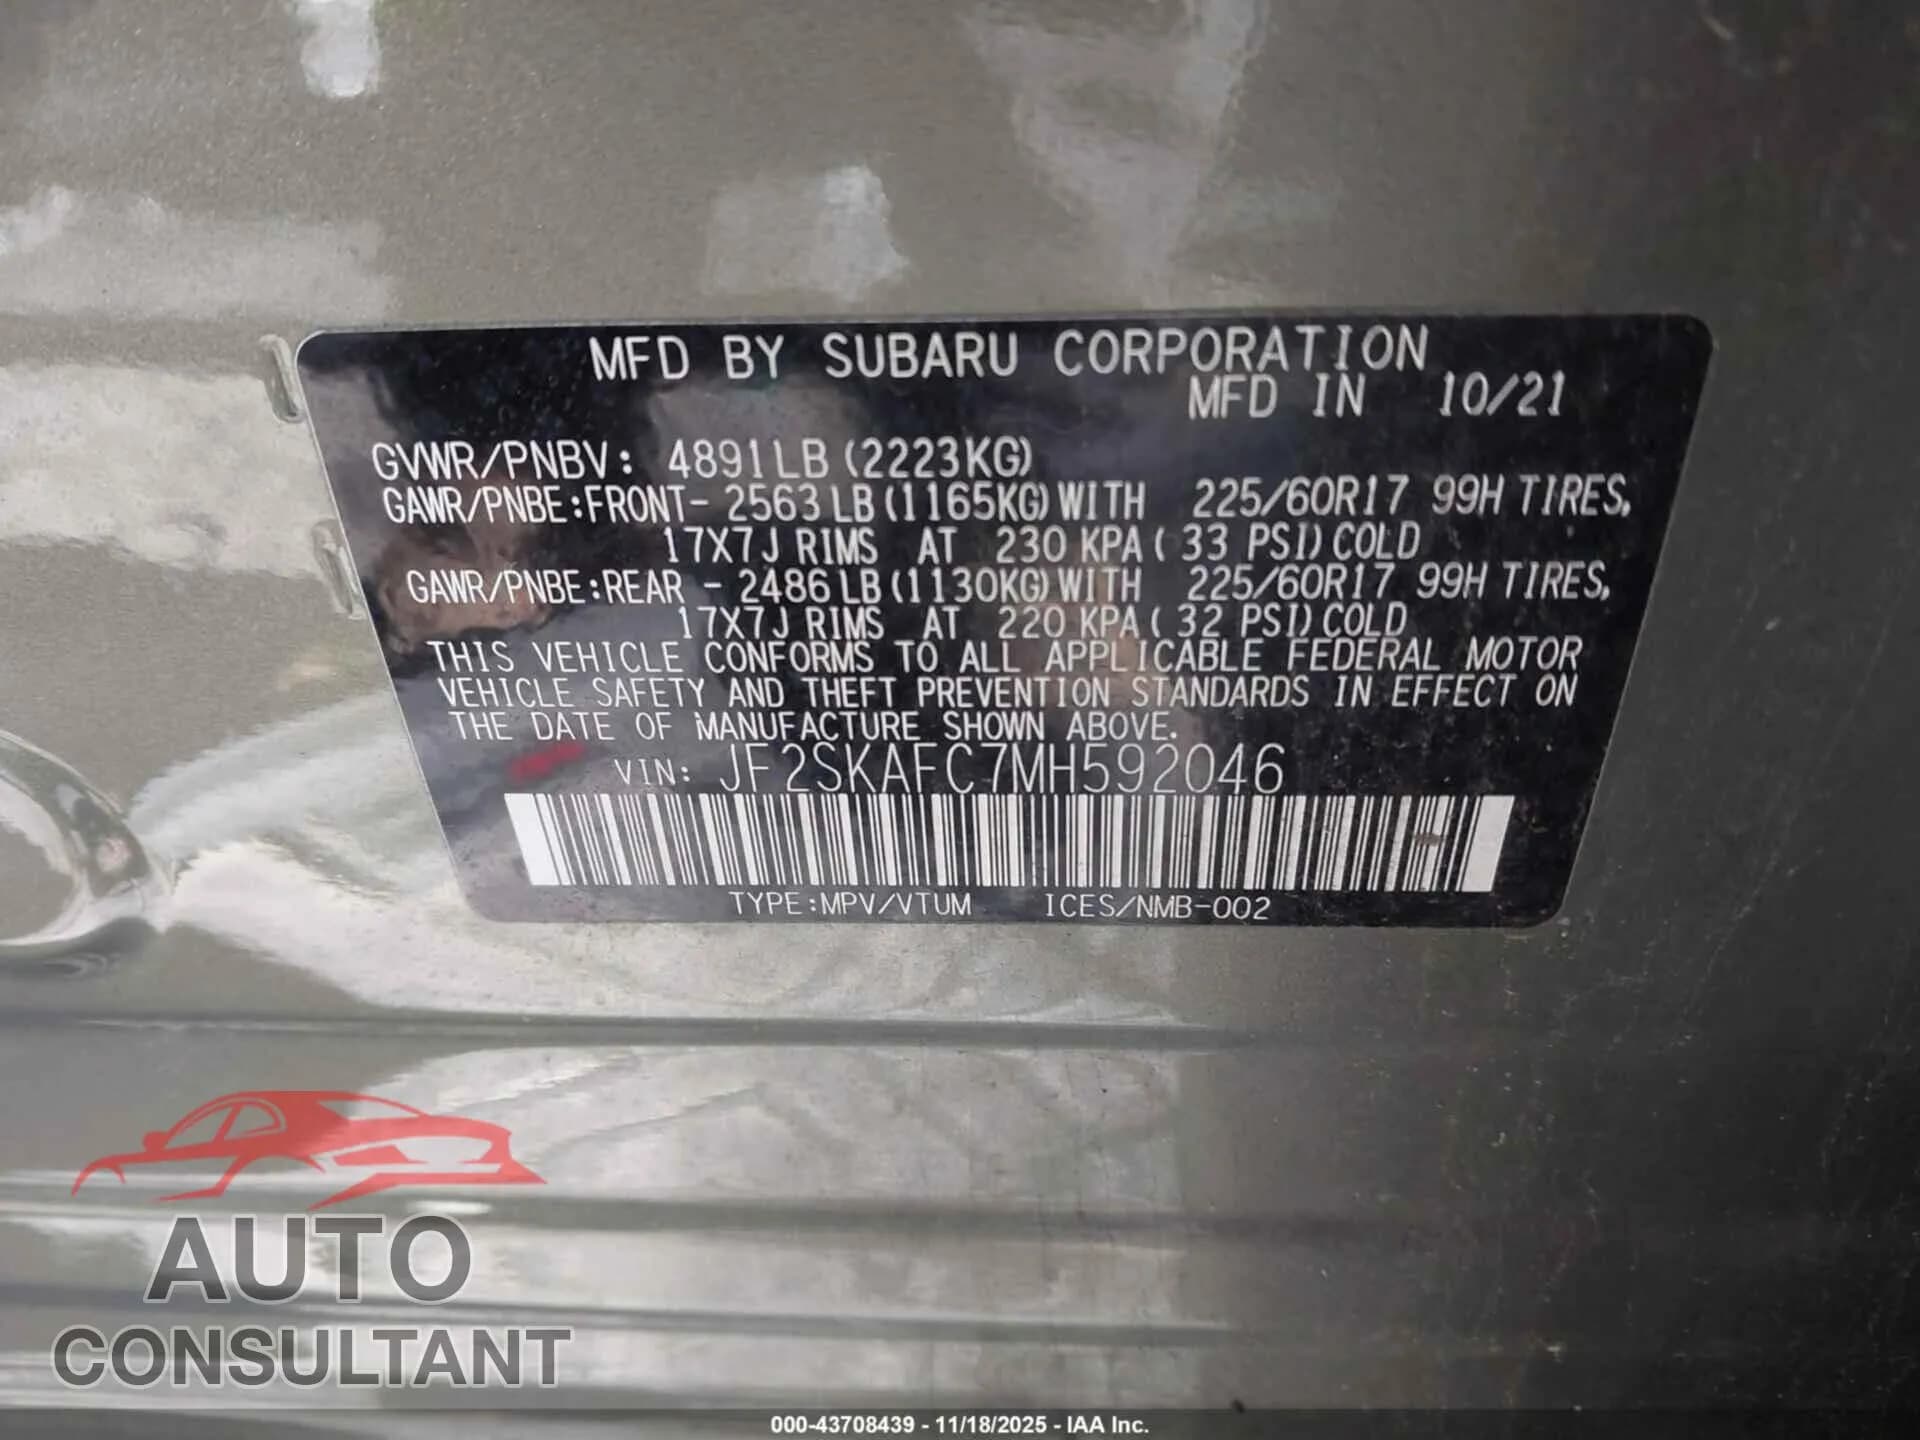 MFD BY SUBARU CORPORATION
MFD IN 10/21
GVWR/PNBV: 4891LB (2223KG)
GAWR/PNBE:FRONT- 2563LB (1165KG) WITH 225/60R17 99H TIRES,
17X7J RIMS AT 230 KPA ( 33 PSI) COLD
GAWR/PNBE:REAR - 2486LB (1130KG) WITH 225/60R17 99H TIRES,
17X7J RIMS AT 220 KPA ( 32 PSI) COLD
THIS VEHICLE CONFORMS TO ALL APPLICABLE FEDERAL MOTOR
VEHICLE SAFETY AND THEFT PREVENTION STANDARDS IN EFFECT ON
THE DATE OF MANUFACTURE SHOWN ABOVE.
VIN: JF2SKAFC7MH592046
TYPE:MPV/VTUM ICES/NMB-002
AUTO
CONSULTANT
000-43708439 - 11/18/2025 - IAA Inc.